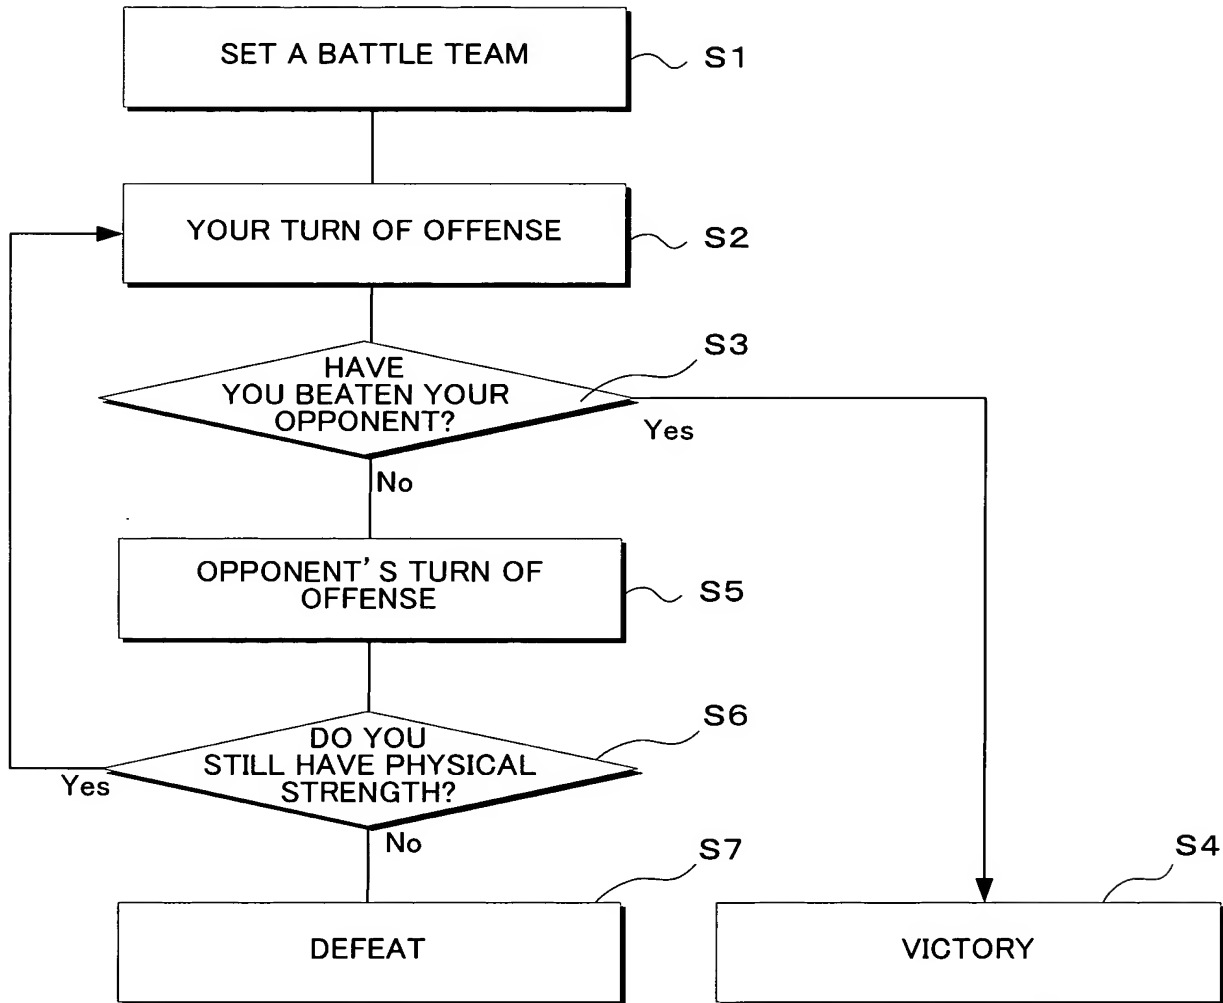 SET A BATTLE TEAM
S1
YOUR TURN OF OFFENSE
S2
S3
HAVE
YOU BEATEN YOUR
OPPONENT?
Yes
No
OPPONENT'S TURN OF
OFFENSE
S5
S6
DO YOU
STILL HAVE PHYSICAL
STRENGTH?
Yes
No
S7
S4
DEFEAT
VICTORY